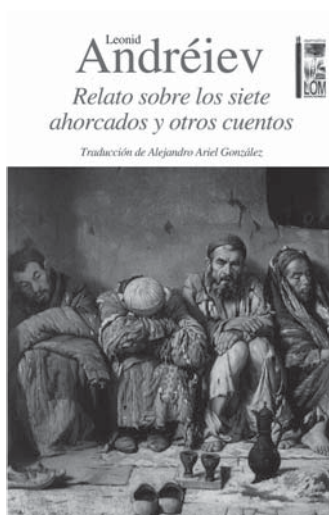 Leonid
Andréiev
Relato sobre los siete
ahorcados y otros cuentos
Traducción de Alejandro Ariel González
LOM